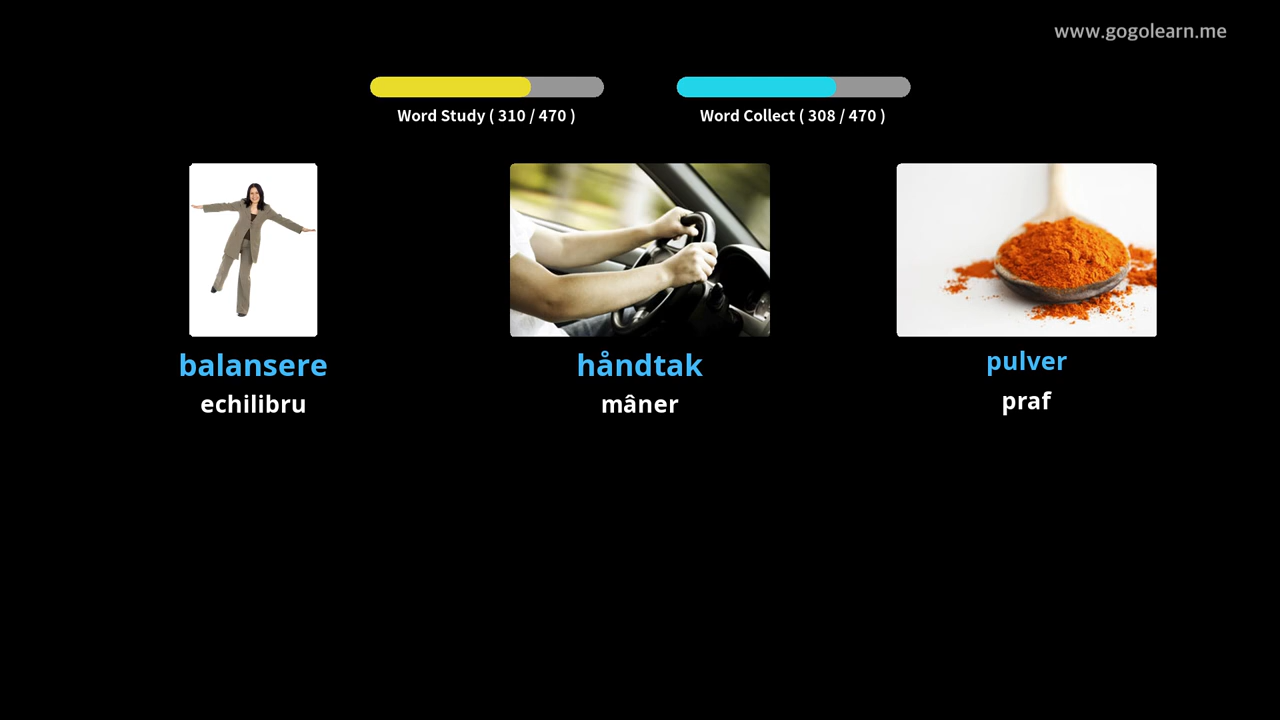 www.gogolearn.me
Word Study ( 310 / 470 )
Word Collect ( 308 / 470 )
balansere
echilibru
håndtak
mâner
pulver
praf